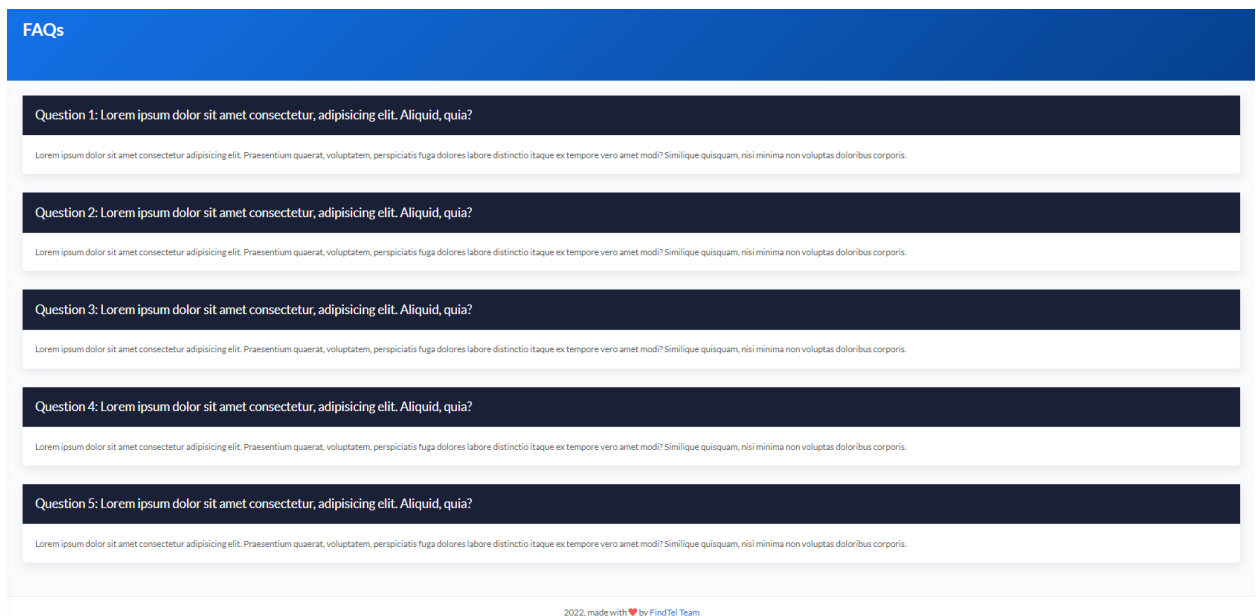 FAQs
Question 1: Lorem ipsum dolor sit amet consectetur, adipisicing elit. Aliquid, quia?
Lorem ipsum dolor sit amet consectetur adipisicing elit. Praesentium quaerat, voluptatem, perspiciatis fuga dolores labore distinctio itaque ex tempore vero amet modi? Similique quisquam, nisi minima non voluptas doloribus corporis.
Question 2: Lorem ipsum dolor sit amet consectetur, adipisicing elit. Aliquid, quia?
Lorem ipsum dolor sit amet consectetur adipisicing elit. Praesentium quaerat, voluptatem, perspiciatis fuga dolores labore distinctio itaque ex tempore vero amet modi? Similique quisquam, nisi minima non voluptas doloribus corporis.
Question 3: Lorem ipsum dolor sit amet consectetur, adipisicing elit. Aliquid, quia?
Lorem ipsum dolor sit amet consectetur adipisicing elit. Praesentium quaerat, voluptatem, perspiciatis fuga dolores labore distinctio itaque ex tempore vero amet modi? Similique quisquam, nisi minima non voluptas doloribus corporis.
Question 4: Lorem ipsum dolor sit amet consectetur, adipisicing elit. Aliquid, quia?
Lorem ipsum dolor sit amet consectetur adipisicing elit. Praesentium quaerat, voluptatem, perspiciatis fuga dolores labore distinctio itaque ex tempore vero amet modi? Similique quisquam, nisi minima non voluptas doloribus corporis.
Question 5: Lorem ipsum dolor sit amet consectetur, adipisicing elit. Aliquid, quia?
Lorem ipsum dolor sit amet consectetur adipisicing elit. Praesentium quaerat, voluptatem, perspiciatis fuga dolores labore distinctio itaque ex tempore vero amet modi? Similique quisquam, nisi minima non voluptas doloribus corporis.
2022, made with ❤ by FindTel Team